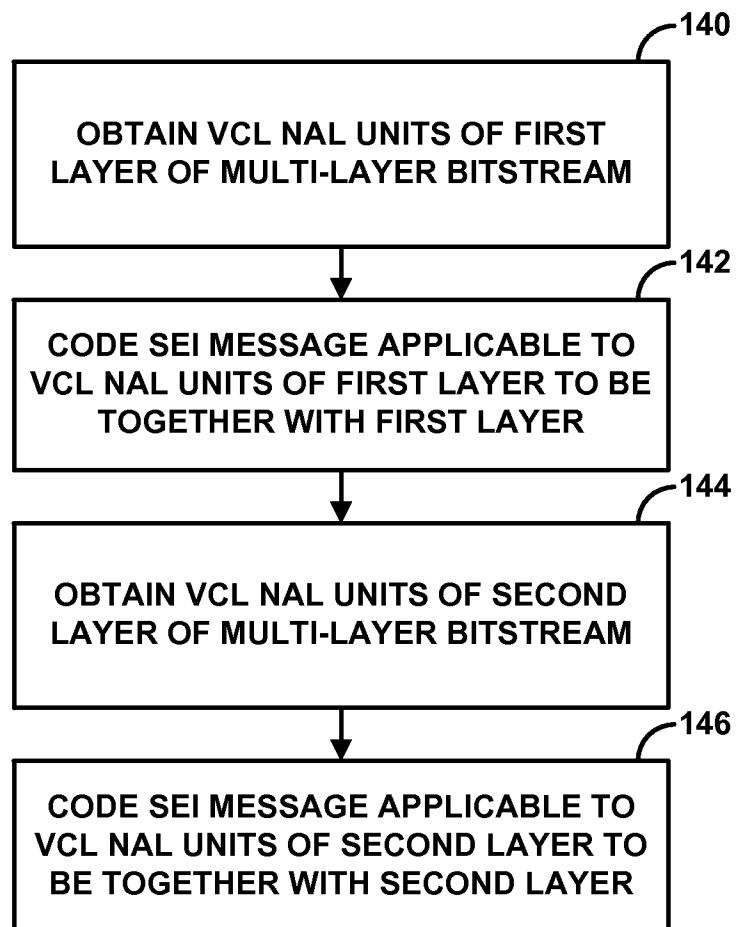 140
OBTAIN VCL NAL UNITS OF FIRST
LAYER OF MULTI-LAYER BITSTREAM
142
CODE SEI MESSAGE APPLICABLE TO
VCL NAL UNITS OF FIRST LAYER TO BE
TOGETHER WITH FIRST LAYER
144
OBTAIN VCL NAL UNITS OF SECOND
LAYER OF MULTI-LAYER BITSTREAM
146
CODE SEI MESSAGE APPLICABLE TO
VCL NAL UNITS OF SECOND LAYER TO
BE TOGETHER WITH SECOND LAYER